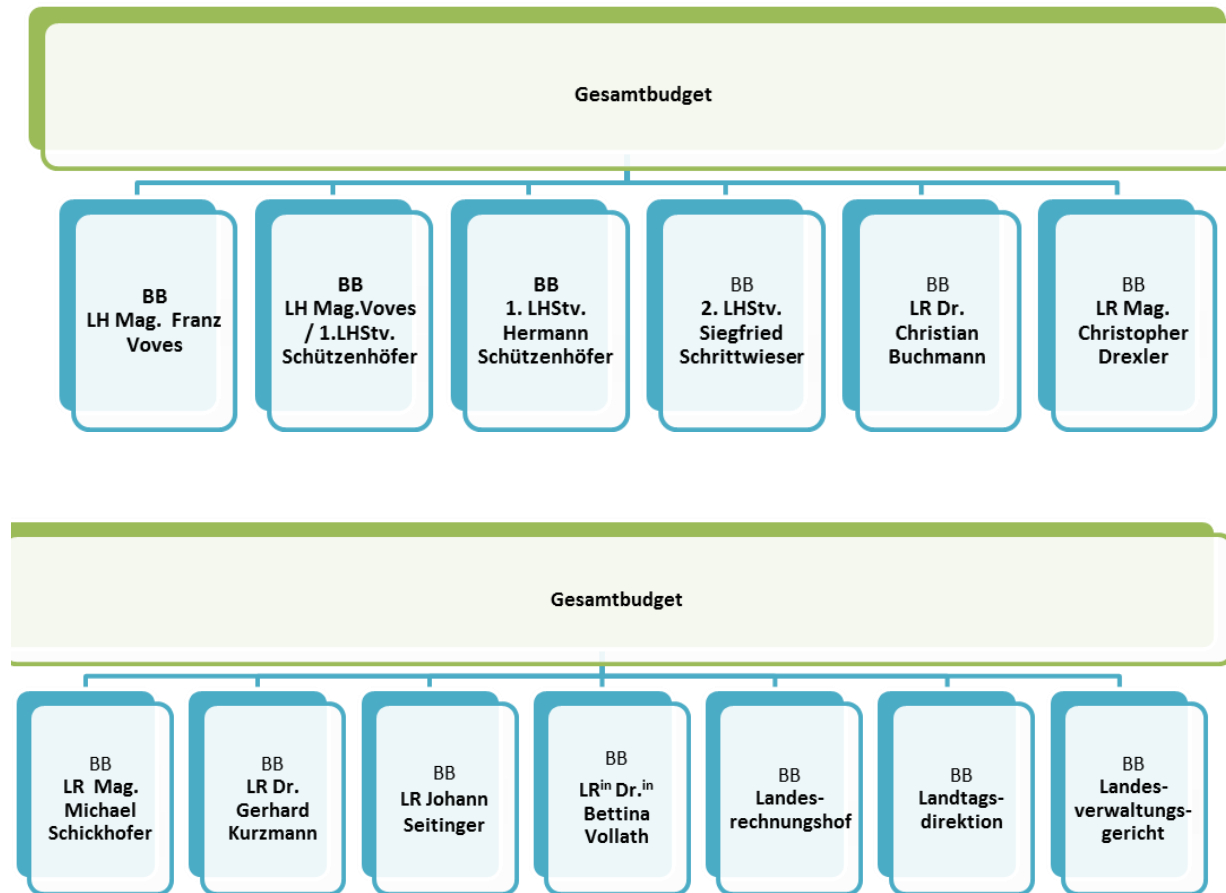 Gesamtbudget
BB
LH Mag. Franz
Voves
BB
LH Mag.Voves
/ 1.LHStv.
Schützenhöfer
BB
1. LHStv.
Hermann
Schützenhöfer
BB
2. LHStv.
Siegfried
Schrittwieser
BB
LR Dr.
Christian
Buchmann
BB
LR Mag.
Christopher
Drexler
Gesamtbudget
BB
LR Mag.
Michael
Schickhofer
BB
LR Dr.
Gerhard
Kurzmann
BB
LR Johann
Seitinger
BB
LRⁱⁿ Dr.ⁱⁿ
Bettina
Vollath
BB
Landes-
rechnungshof
BB
Landtags-
direktion
BB
Landes-
verwaltungs-
gericht